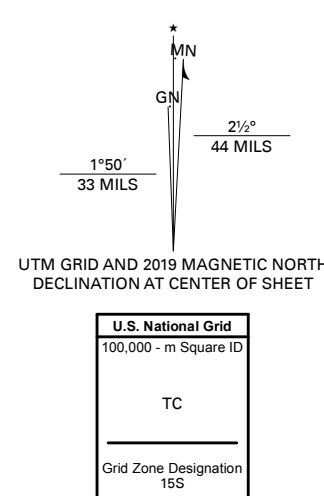 ★
MN
GN
2½°
44 MILS
1°50´
33 MILS
UTM GRID AND 2019 MAGNETIC NORTH
DECLINATION AT CENTER OF SHEET
U.S. National Grid
100,000 - m Square ID
TC
Grid Zone Designation
15S